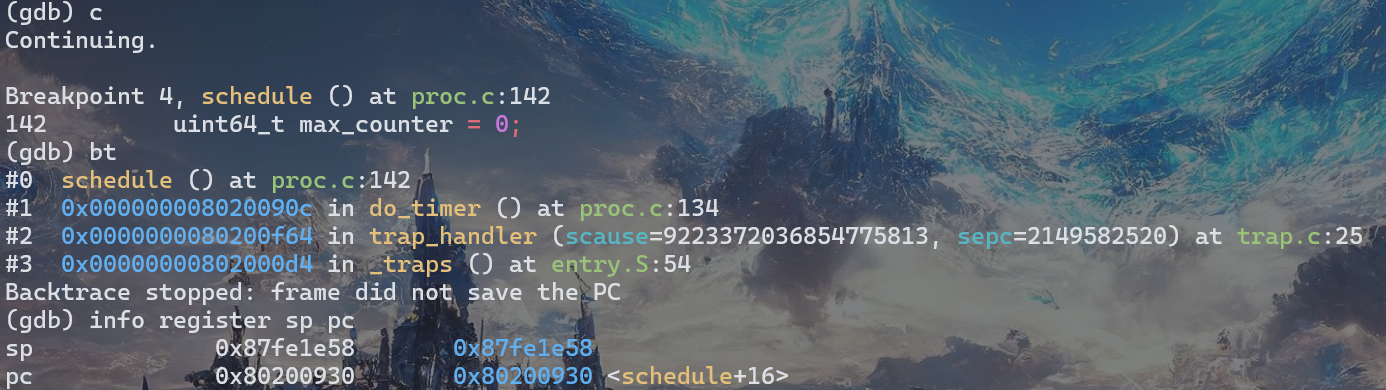 (gdb) c
Continuing.
Breakpoint 4, schedule () at proc.c:142
142         uint64_t max_counter = 0;
(gdb) bt
#0  schedule () at proc.c:142
#1  0x000000008020090c in do_timer () at proc.c:134
#2  0x0000000080200f64 in trap_handler (scause=9223372036854775813, sepc=2149582520) at trap.c:25
#3  0x00000000802000d4 in _traps () at entry.S:54
Backtrace stopped: frame did not save the PC
(gdb) info register sp pc
sp             0x87fe1e58          0x87fe1e58
pc             0x80200930          0x80200930 <schedule+16>